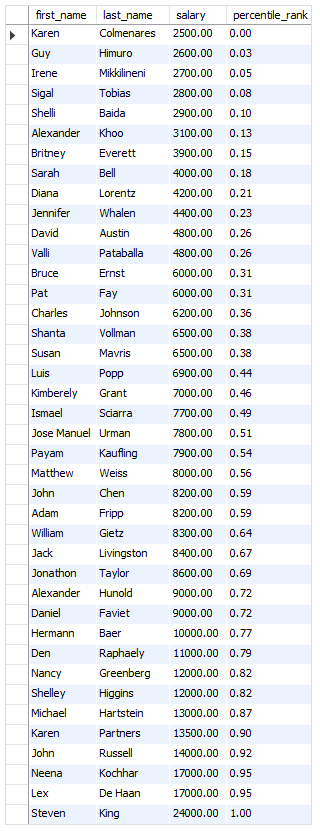 first_name last_name salary percentile_rank
Karen Colmenares 2500.00 0.00
Guy Himuro 2600.00 0.03
Irene Mikkilineni 2700.00 0.05
Sigal Tobias 2800.00 0.08
Shelli Baida 2900.00 0.10
Alexander Khoo 3100.00 0.13
Britney Everett 3900.00 0.15
Sarah Bell 4000.00 0.18
Diana Lorentz 4200.00 0.21
Jennifer Whalen 4400.00 0.23
David Austin 4800.00 0.26
Valli Pataballa 4800.00 0.26
Bruce Ernst 6000.00 0.31
Pat Fay 6000.00 0.31
Charles Johnson 6200.00 0.36
Shanta Vollman 6500.00 0.38
Susan Mavris 6500.00 0.38
Luis Popp 6900.00 0.44
Kimberely Grant 7000.00 0.46
Ismael Sciarra 7700.00 0.49
Jose Manuel Urman 7800.00 0.51
Payam Kaufling 7900.00 0.54
Matthew Weiss 8000.00 0.56
John Chen 8200.00 0.59
Adam Fripp 8200.00 0.59
William Gietz 8300.00 0.64
Jack Livingston 8400.00 0.67
Jonathon Taylor 8600.00 0.69
Alexander Hunold 9000.00 0.72
Daniel Faviet 9000.00 0.72
Hermann Baer 10000.00 0.77
Den Raphaely 11000.00 0.79
Nancy Greenberg 12000.00 0.82
Shelley Higgins 12000.00 0.82
Michael Hartstein 13000.00 0.87
Karen Partners 13500.00 0.90
John Russell 14000.00 0.92
Neena Kochhar 17000.00 0.95
Lex De Haan 17000.00 0.95
Steven King 24000.00 1.00